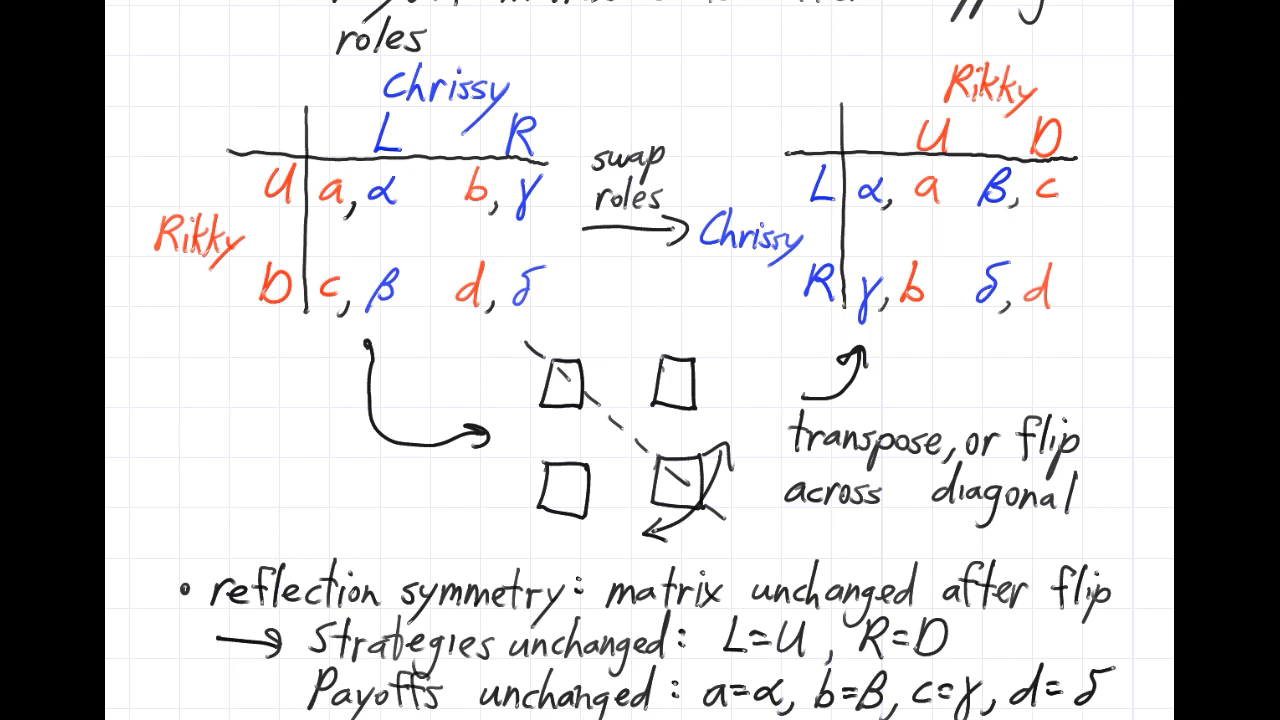 roles
Chrissy
L R
U a, α b, γ
Rikky
D c, β d, δ
swap
roles
Rikky
U D
L α, a β, c
Chrissy
R γ, b δ, d
transpose, or flip
across diagonal
• reflection symmetry: matrix unchanged after flip
→ Strategies unchanged: L=U, R=D
Payoffs unchanged: a=α, b=β, c=γ, d=δ